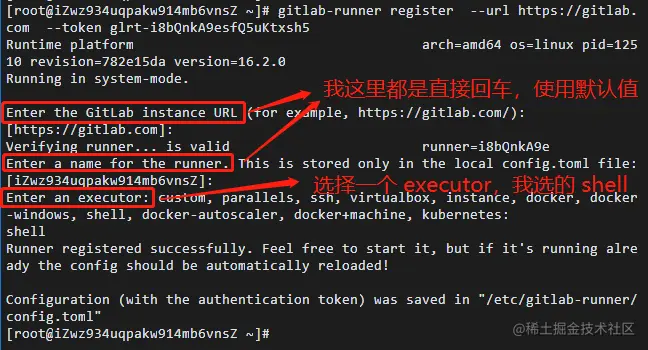 [root@iZwz934uqpakw914mb6vnsZ ~]# gitlab-runner register  --url https://gitlab.
com  --token glrt-i8bQnkA9esfQ5uKtxsh5
Runtime platform                                    arch=amd64 os=linux pid=125
10 revision=782e15da version=16.2.0
Running in system-mode.
我这里都是直接回车，使用默认值
Enter the GitLab instance URL (for example, https://gitlab.com/):
[https://gitlab.com]:
Verifying runner... is valid                        runner=i8bQnkA9e
Enter a name for the runner. This is stored only in the local config.toml file:
[iZwz934uqpakw914mb6vnsZ]:
选择一个 executor，我选的 shell
Enter an executor: custom, parallels, ssh, virtualbox, instance, docker, docker
-windows, shell, docker-autoscaler, docker+machine, kubernetes:
shell
Runner registered successfully. Feel free to start it, but if it's running alre
ady the config should be automatically reloaded!
Configuration (with the authentication token) was saved in "/etc/gitlab-runner/
config.toml"
[root@iZwz934uqpakw914mb6vnsZ ~]#
@稀土掘金技术社区